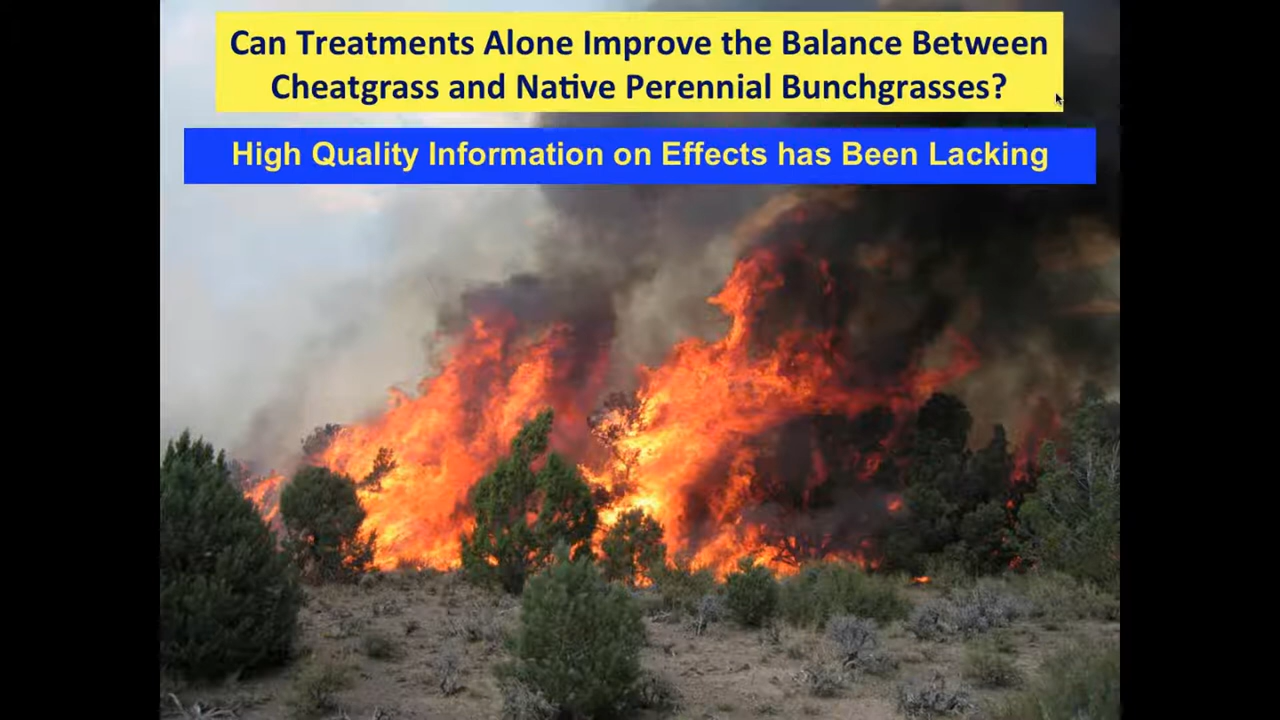 Can Treatments Alone Improve the Balance Between
Cheatgrass and Native Perennial Bunchgrasses?
High Quality Information on Effects has Been Lacking